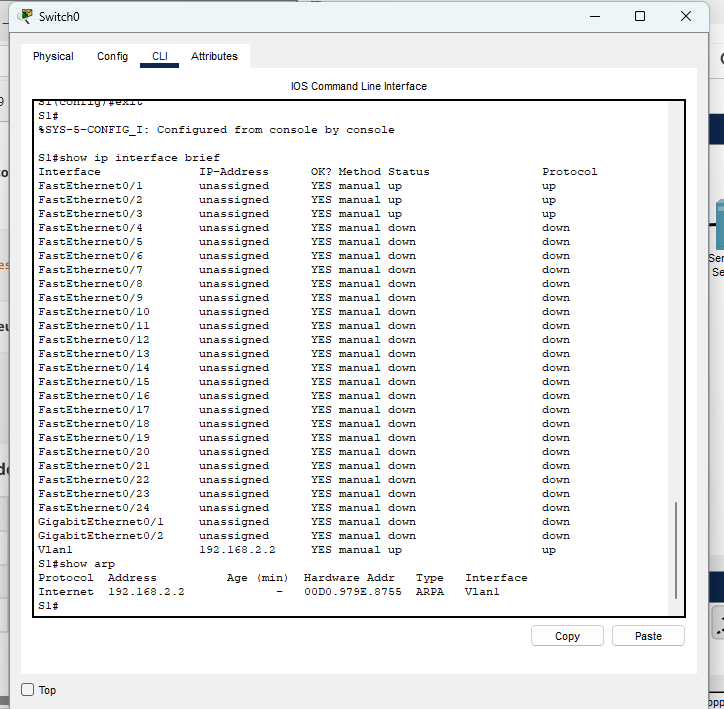 Switch0
Physical Config CLI Attributes
IOS Command Line Interface
S1(config)#exit
S1#
%SYS-5-CONFIG_I: Configured from console by console
S1#show ip interface brief
Interface IP-Address OK? Method Status Protocol
FastEthernet0/1 unassigned YES manual up up
FastEthernet0/2 unassigned YES manual up up
FastEthernet0/3 unassigned YES manual up up
FastEthernet0/4 unassigned YES manual down down
FastEthernet0/5 unassigned YES manual down down
FastEthernet0/6 unassigned YES manual down down
FastEthernet0/7 unassigned YES manual down down
FastEthernet0/8 unassigned YES manual down down
FastEthernet0/9 unassigned YES manual down down
FastEthernet0/10 unassigned YES manual down down
FastEthernet0/11 unassigned YES manual down down
FastEthernet0/12 unassigned YES manual down down
FastEthernet0/13 unassigned YES manual down down
FastEthernet0/14 unassigned YES manual down down
FastEthernet0/15 unassigned YES manual down down
FastEthernet0/16 unassigned YES manual down down
FastEthernet0/17 unassigned YES manual down down
FastEthernet0/18 unassigned YES manual down down
FastEthernet0/19 unassigned YES manual down down
FastEthernet0/20 unassigned YES manual down down
FastEthernet0/21 unassigned YES manual down down
FastEthernet0/22 unassigned YES manual down down
FastEthernet0/23 unassigned YES manual down down
FastEthernet0/24 unassigned YES manual down down
GigabitEthernet0/1 unassigned YES manual down down
GigabitEthernet0/2 unassigned YES manual down down
Vlan1 192.168.2.2 YES manual up up
S1#show arp
Protocol Address Age (min) Hardware Addr Type Interface
Internet 192.168.2.2 - 00D0.979E.8755 ARPA Vlan1
S1#
Copy Paste
Top